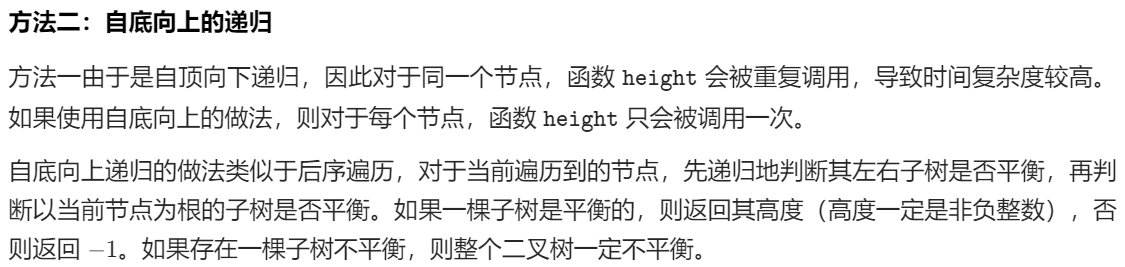 方法二：自底向上的递归
方法一由于是自顶向下递归，因此对于同一个节点，函数 height 会被重复调用，导致时间复杂度较高。
如果使用自底向上的做法，则对于每个节点，函数 height 只会被调用一次。
自底向上递归的做法类似于后序遍历，对于当前遍历到的节点，先递归地判断其左右子树是否平衡，再判
断以当前节点为根的子树是否平衡。如果一棵子树是平衡的，则返回其高度（高度一定是非负整数），否
则返回 −1。如果存在一棵子树不平衡，则整个二叉树一定不平衡。